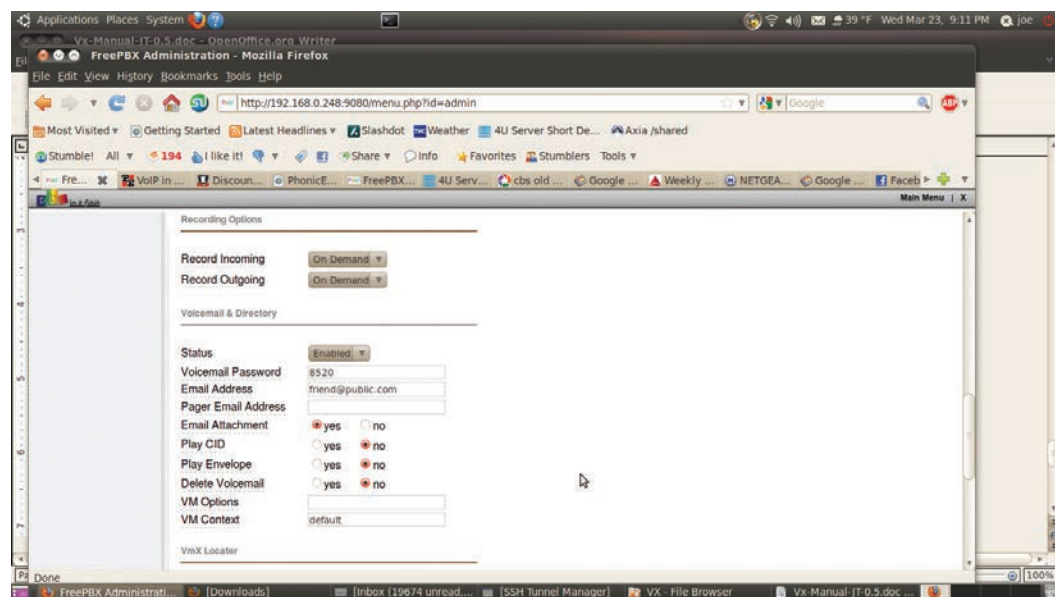 Applications Places System 39 °F Wed Mar 23, 9:11 PM joe
Vx-Manual-JT-0.5.doc - OpenOffice.org Writer
FreePBX Administration - Mozilla Firefox
File Edit View History Bookmarks Tools Help
http://192.168.0.248:9080/menu.php?id=admin Google ABP
Most Visited Getting Started Latest Headlines Slashdot Weather 4U Server Short De... Axia /shared
Stumble! All 194 I like it! Share Info Favorites Stumblers Tools
Fre... VoIP in ... Discoun... PhonicE... FreePBX... 4U Serv... cbs old ... Google ... Weekly ... NETGEA... Google ... Faceb
Main Menu | X
Recording Options
Record Incoming On Demand
Record Outgoing On Demand
Voicemail & Directory
Status Enabled
Voicemail Password 8520
Email Address friend@public.com
Pager Email Address
Email Attachment yes no
Play CID yes no
Play Envelope yes no
Delete Voicemail yes no
VM Options
VM Context default
VmX Locater
Done 100%
FreePBX Administrati... [Downloads] [Inbox (19674 unread,... [SSH Tunnel Manager] VX - File Browser Vx-Manual-JT-0.5.doc ...